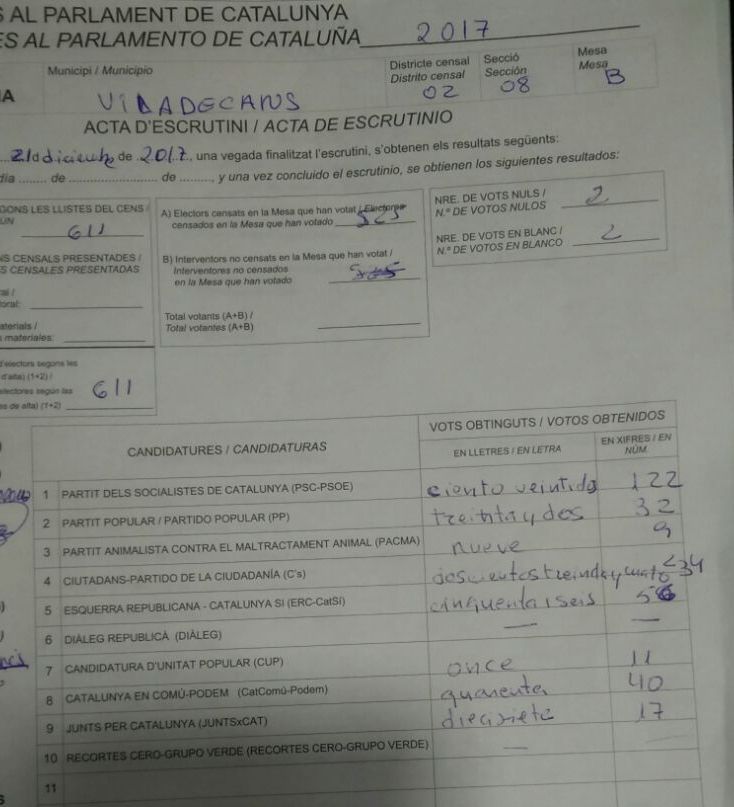 S AL PARLAMENT DE CATALUNYA
ES AL PARLAMENTO DE CATALUÑA 2017
Municipi / Municipio
Districte censal
Distrito censal
Secció
Sección
Mesa
Mesa
IA VILADECANS 02 08 B
ACTA D'ESCRUTINI / ACTA DE ESCRUTINIO
21 d diciemb de 2017, una vegada finalitzat l'escrutini, s'obtenen els resultats següents:
día ........ de ........................ de ........, y una vez concluido el escrutinio, se obtienen los siguientes resultados:
GONS LES LLISTES DEL CENS /
ÚN 611
A) Electors censats en la Mesa que han votat / Electores
censados en la Mesa que han votado 525
NRE. DE VOTS NULS /
N.º DE VOTOS NULOS 2
NS CENSALS PRESENTADES /
S CENSALES PRESENTADAS
B) Interventors no censats en la Mesa que han votat /
Interventores no censados
en la Mesa que han votado
NRE. DE VOTS EN BLANC /
N.º DE VOTOS EN BLANCO 2
ral /
toral:
aterials /
s materiales:
Total votants (A+B) /
Total votantes (A+B)
d'electors segons les
d'alta) (1+2) /
electores según las
es de alta) (1+2) 611
CANDIDATURES / CANDIDATURAS
VOTS OBTINGUTS / VOTOS OBTENIDOS
EN LLETRES / EN LETRA
EN XIFRES / EN
NÚM.
1 PARTIT DELS SOCIALISTES DE CATALUNYA (PSC-PSOE) ciento veintido 122
2 PARTIT POPULAR / PARTIDO POPULAR (PP) treinta y dos 32
3 PARTIT ANIMALISTA CONTRA EL MALTRACTAMENT ANIMAL (PACMA) nueve 9
4 CIUTADANS-PARTIDO DE LA CIUDADANÍA (C's) doscientos treinda y cuatro 234
5 ESQUERRA REPUBLICANA - CATALUNYA SI (ERC-CatSí) cinquenta i seis 56
6 DIÀLEG REPUBLICÀ (DIÀLEG) — —
7 CANDIDATURA D'UNITAT POPULAR (CUP) once 11
8 CATALUNYA EN COMÚ-PODEM (CatComú-Podem) quarenta 40
9 JUNTS PER CATALUNYA (JUNTSxCAT) diecisiete 17
10 RECORTES CERO-GRUPO VERDE (RECORTES CERO-GRUPO VERDE) —
11